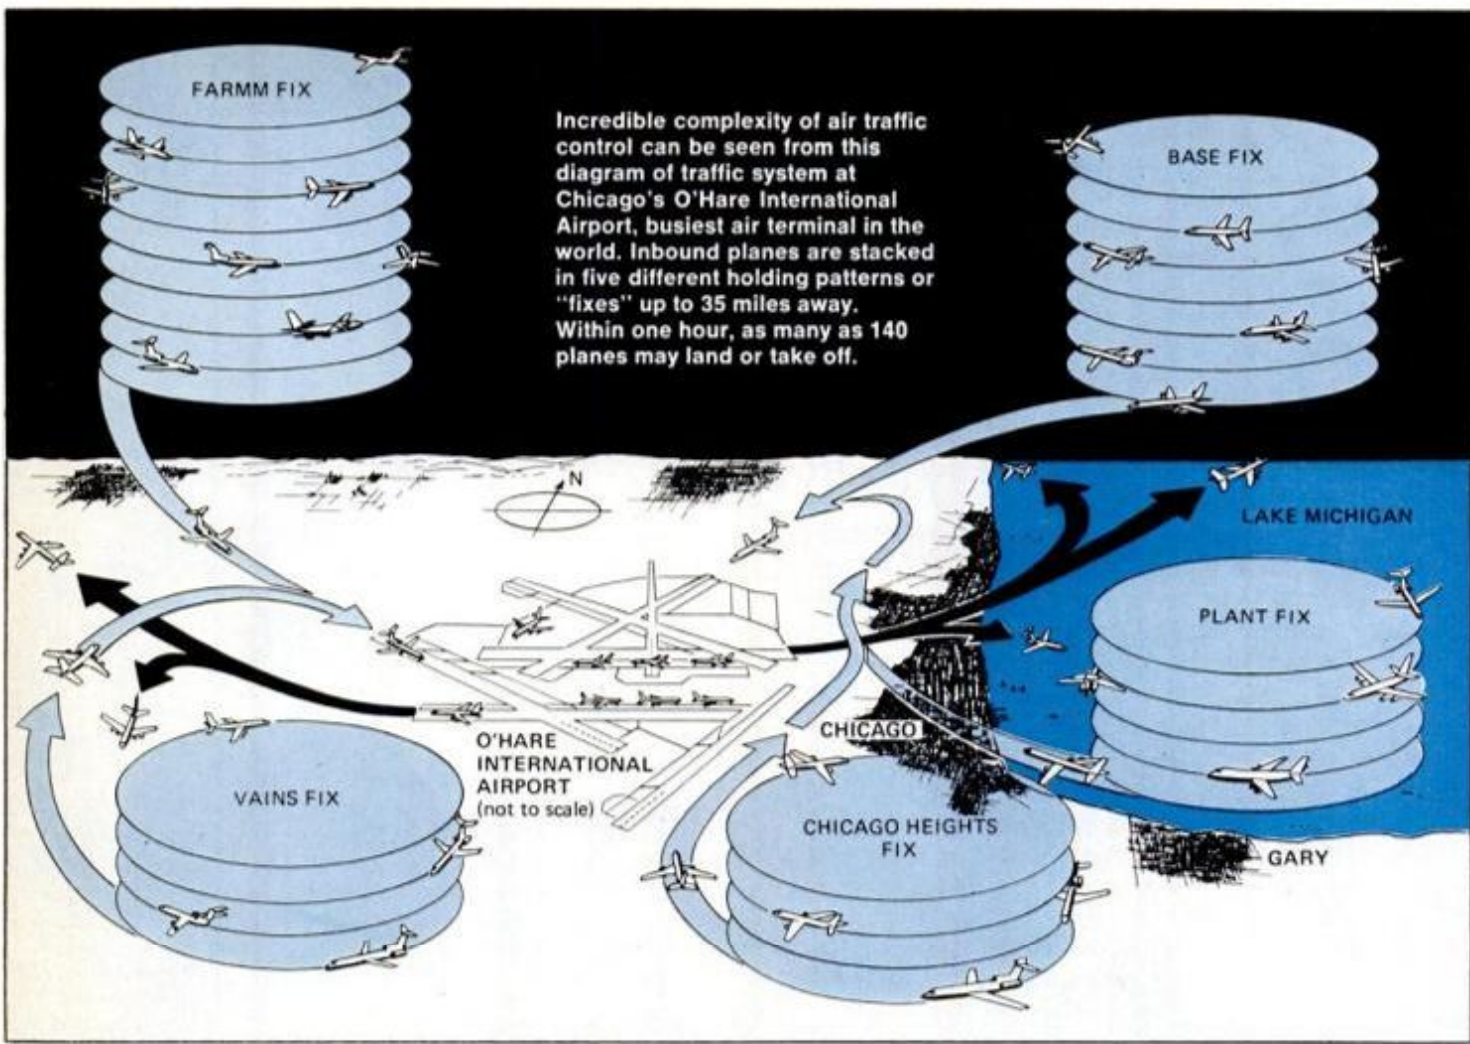 FARMM FIX
Incredible complexity of air traffic
control can be seen from this
diagram of traffic system at
Chicago's O'Hare International
Airport, busiest air terminal in the
world. Inbound planes are stacked
in five different holding patterns or
"fixes" up to 35 miles away.
Within one hour, as many as 140
planes may land or take off.
BASE FIX
N
LAKE MICHIGAN
PLANT FIX
CHICAGO
O'HARE
INTERNATIONAL
AIRPORT
(not to scale)
VAINS FIX
CHICAGO HEIGHTS
FIX
GARY